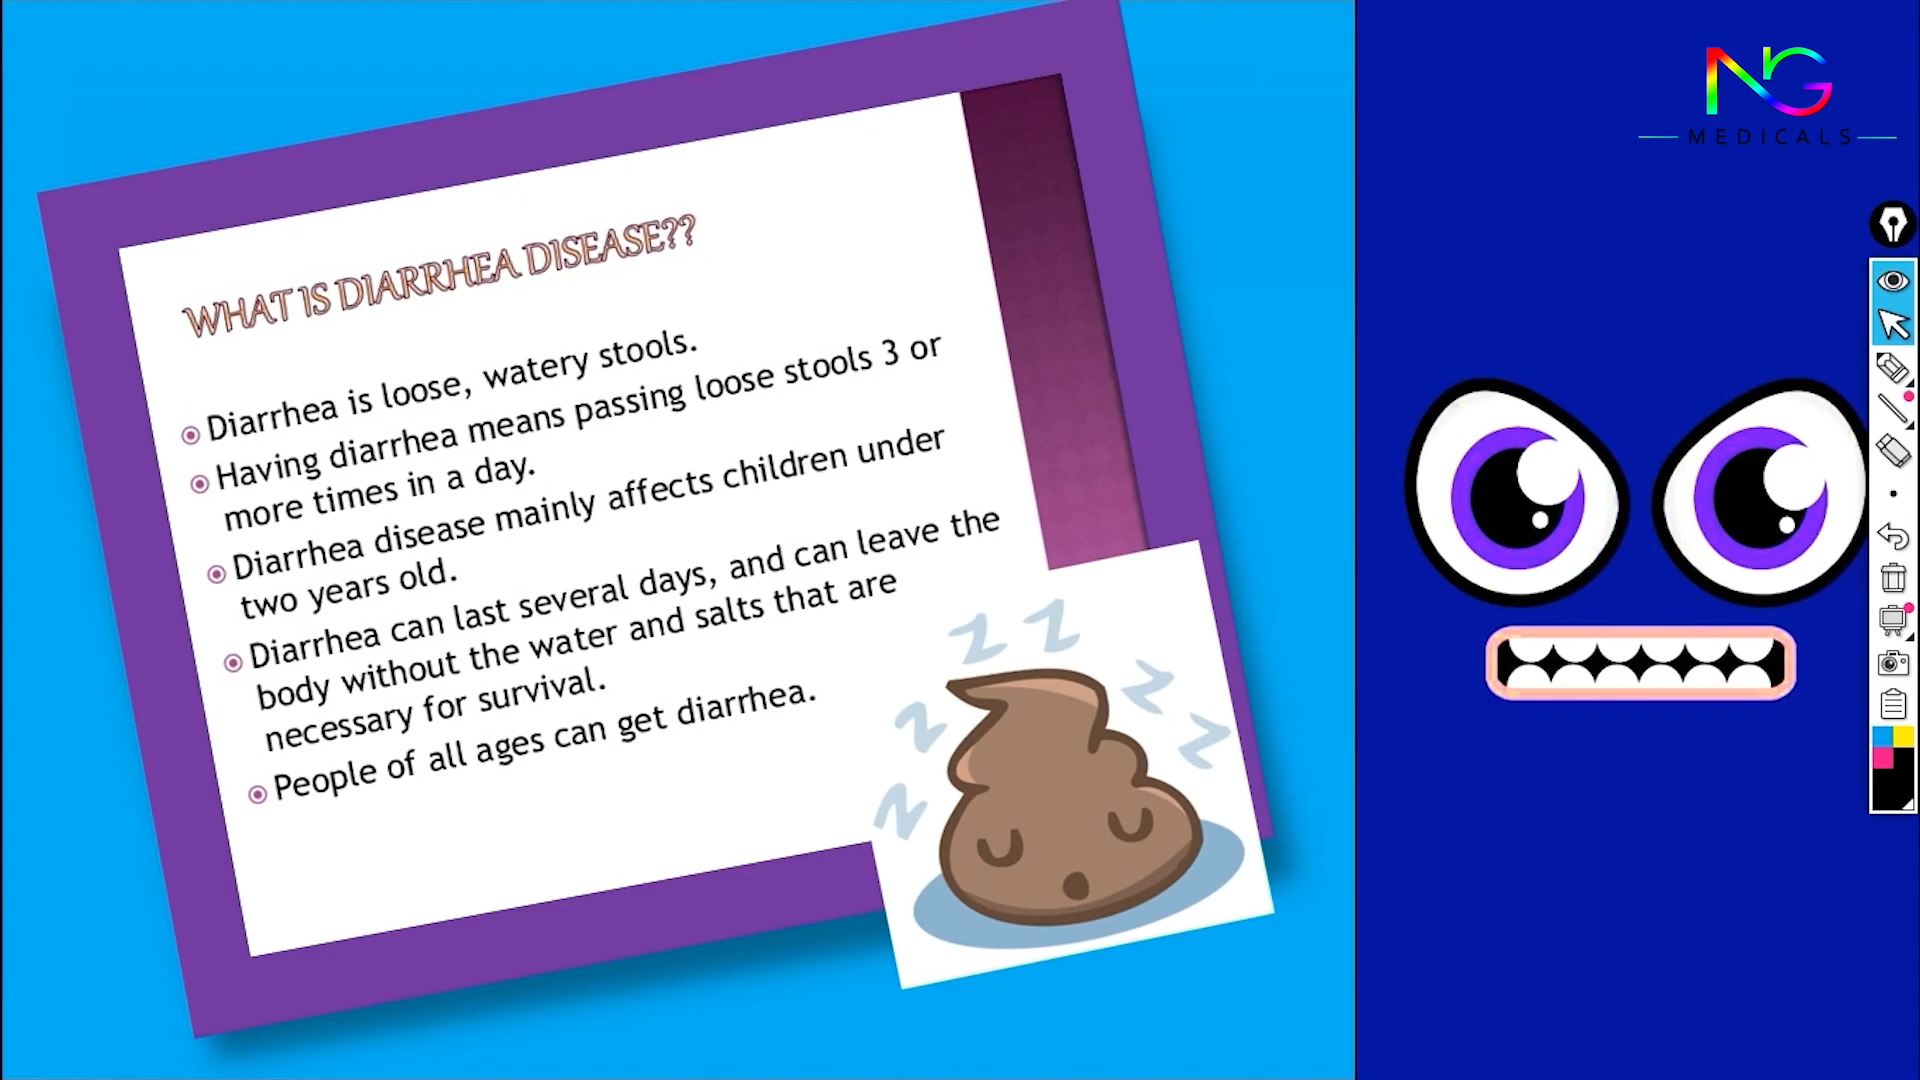 WHAT IS DIARRHEA DISEASE??
Diarrhea is loose, watery stools.
Having diarrhea means passing loose stools 3 or
more times in a day.
Diarrhea disease mainly affects children under
two years old.
Diarrhea can last several days, and can leave the
body without the water and salts that are
necessary for survival.
People of all ages can get diarrhea.
Z Z
Z
Z
Z
Z
NG
MEDICALS